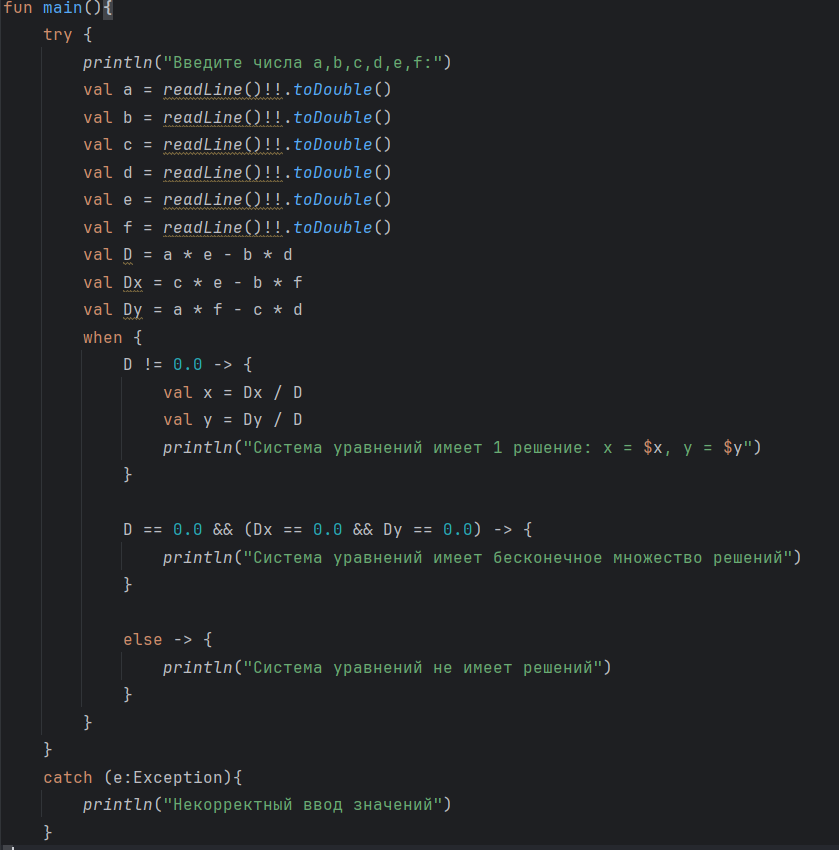 fun main(){
    try {
        println("Введите числа a,b,c,d,e,f:")
        val a = readLine()!!.toDouble()
        val b = readLine()!!.toDouble()
        val c = readLine()!!.toDouble()
        val d = readLine()!!.toDouble()
        val e = readLine()!!.toDouble()
        val f = readLine()!!.toDouble()
        val D = a * e - b * d
        val Dx = c * e - b * f
        val Dy = a * f - c * d
        when {
            D != 0.0 -> {
                val x = Dx / D
                val y = Dy / D
                println("Система уравнений имеет 1 решение: x = $x, y = $y")
            }
            D == 0.0 && (Dx == 0.0 && Dy == 0.0) -> {
                println("Система уравнений имеет бесконечное множество решений")
            }
            else -> {
                println("Система уравнений не имеет решений")
            }
        }
    }
    catch (e:Exception){
        println("Некорректный ввод значений")
    }